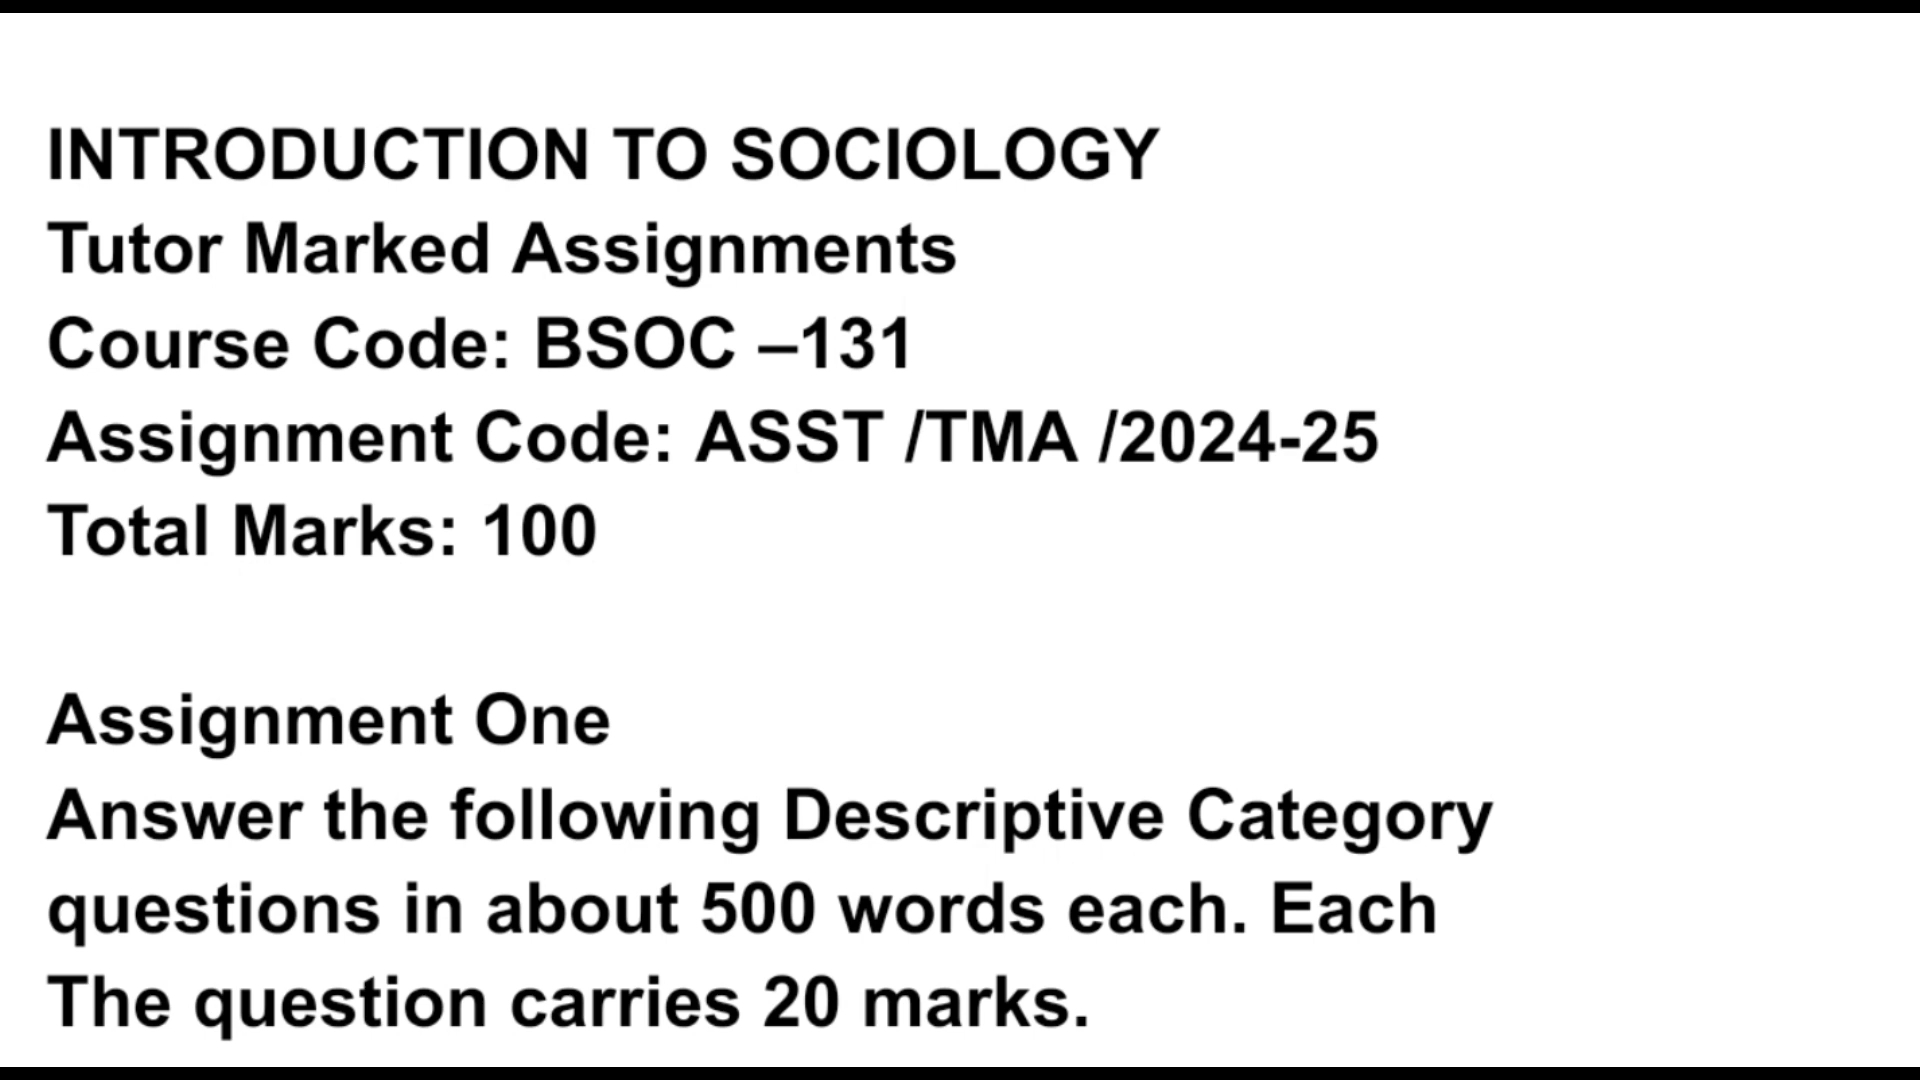 INTRODUCTION TO SOCIOLOGY
Tutor Marked Assignments
Course Code: BSOC –131
Assignment Code: ASST /TMA /2024-25
Total Marks: 100
Assignment One
Answer the following Descriptive Category
questions in about 500 words each. Each
The question carries 20 marks.